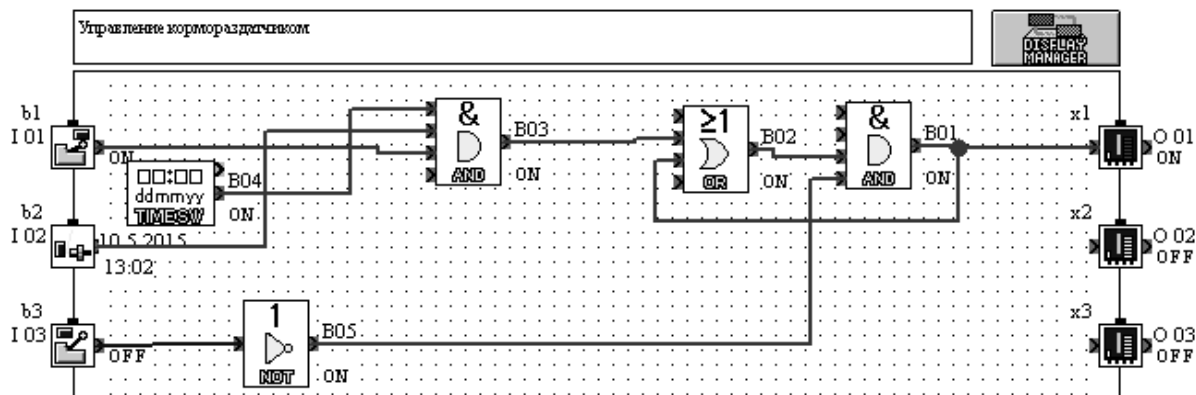 Управление кормораздатчиком
DISPLAY
MANAGER
b1
I 01
ON
00:00
ddmmyy
TIMESW
B04
ON
&
AND
B03
ON
≥1
OR
B02
ON
&
AND
B01
ON
x1
O 01
ON
b2
I 02
10.5.2015
13:02
x2
O 02
OFF
b3
I 03
OFF
1
NOT
B05
ON
x3
O 03
OFF